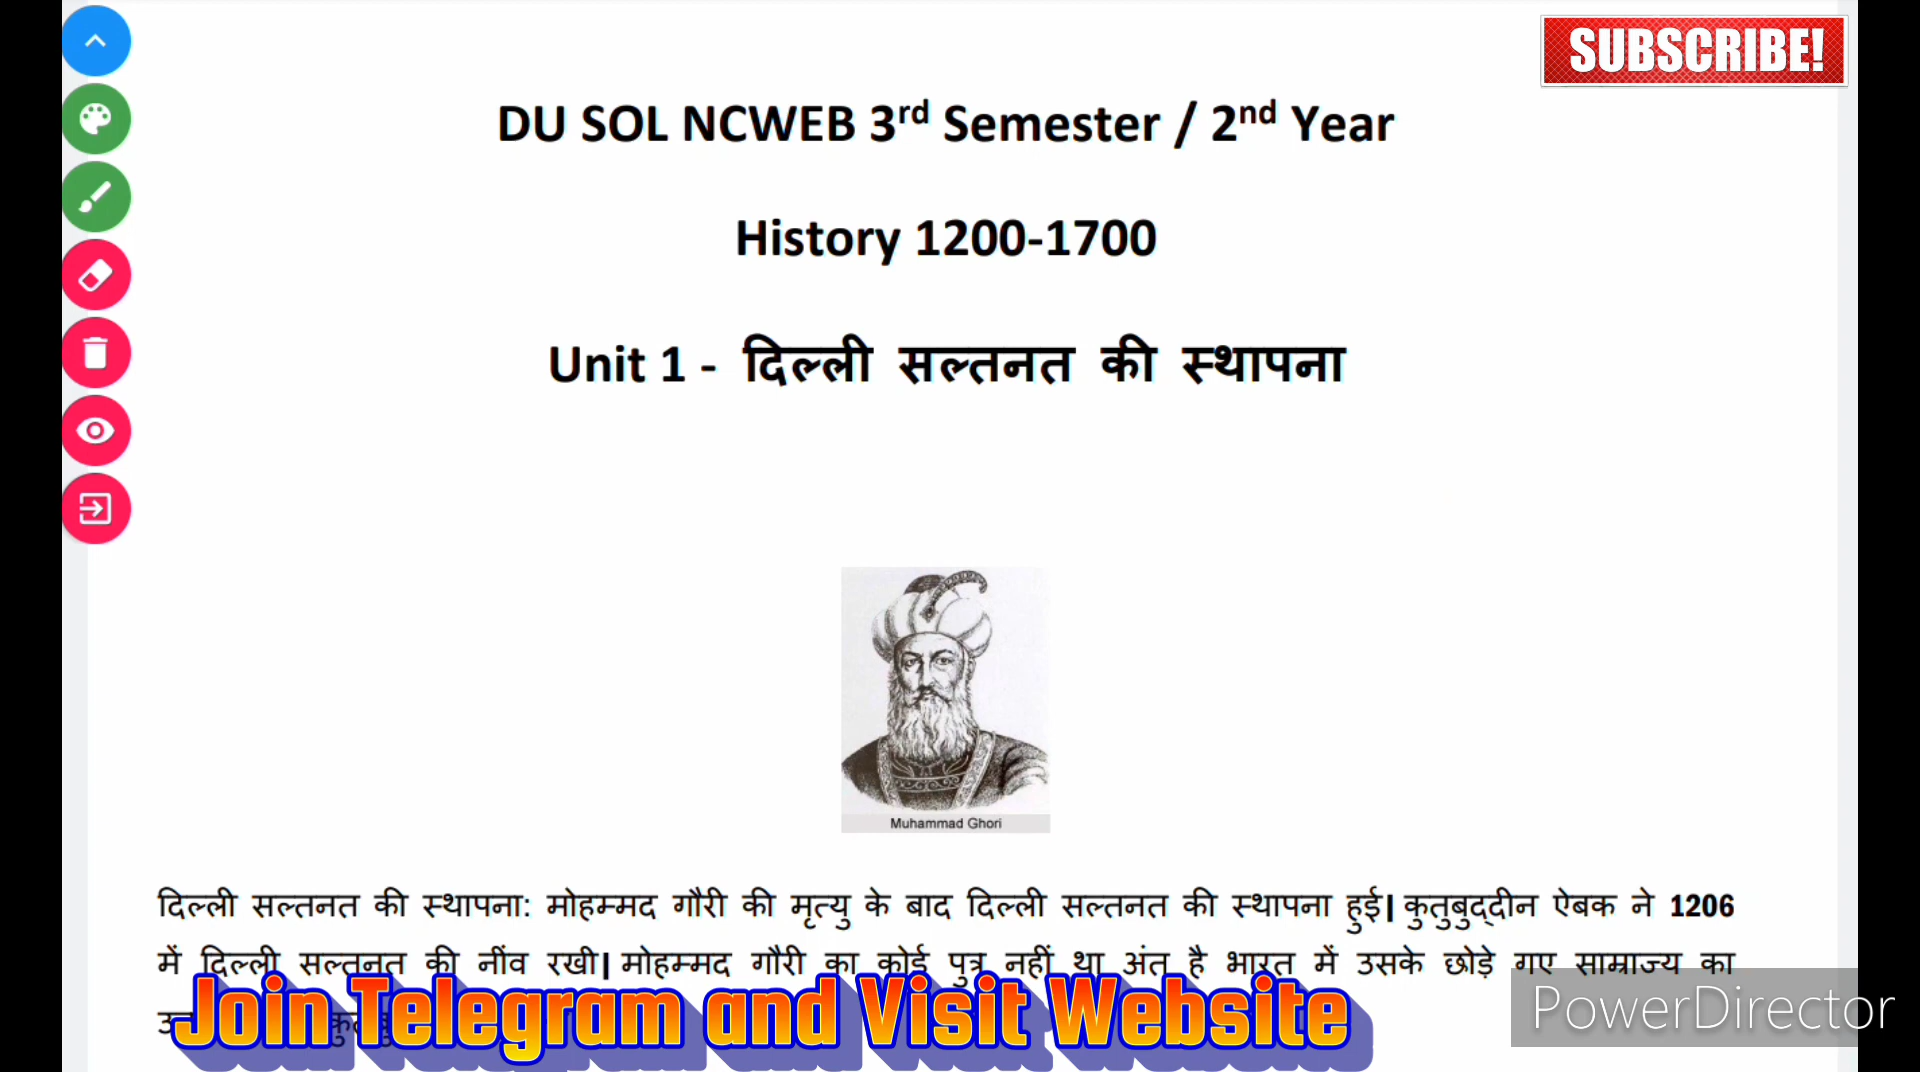 SUBSCRIBE!
DU SOL NCWEB 3rd Semester / 2nd Year
History 1200-1700
Unit 1 - दिल्ली सल्तनत की स्थापना
Muhammad Ghori
दिल्ली सल्तनत की स्थापना: मोहम्मद गौरी की मृत्यु के बाद दिल्ली सल्तनत की स्थापना हुई| कुतुबुद्दीन ऐबक ने 1206
में दिल्ली सल्तनत की नींव रखी| मोहम्मद गौरी का कोई पुत्र नहीं था अंत है भारत में उसके छोड़े गए साम्राज्य का
Join Telegram and Visit Website
PowerDirector